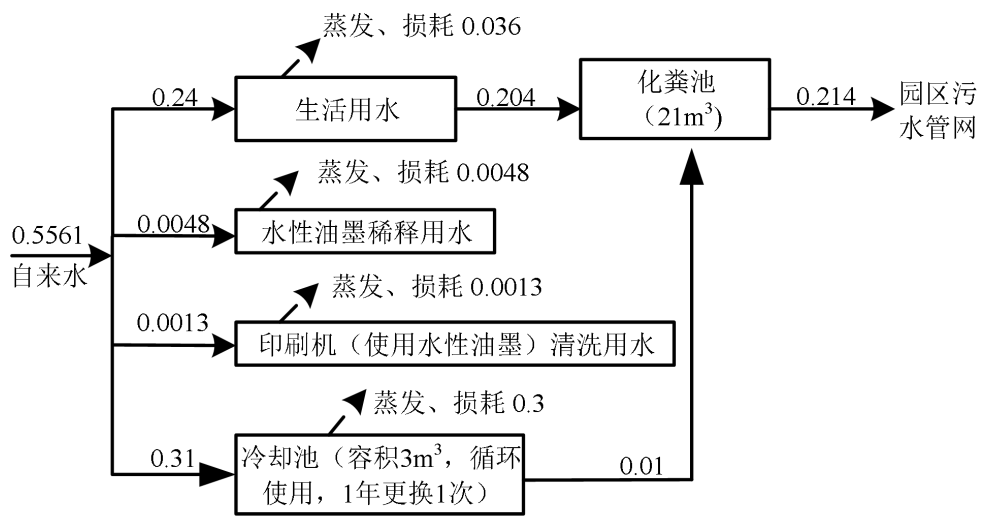 蒸发、损耗 0.036
0.24
生活用水
0.204
化粪池
（21m³）
0.214
园区污
水管网
蒸发、损耗 0.0048
0.0048
水性油墨稀释用水
0.5561
自来水
蒸发、损耗 0.0013
0.0013
印刷机（使用水性油墨）清洗用水
蒸发、损耗 0.3
0.31
冷却池（容积3m³，循环
使用，1年更换1次）
0.01